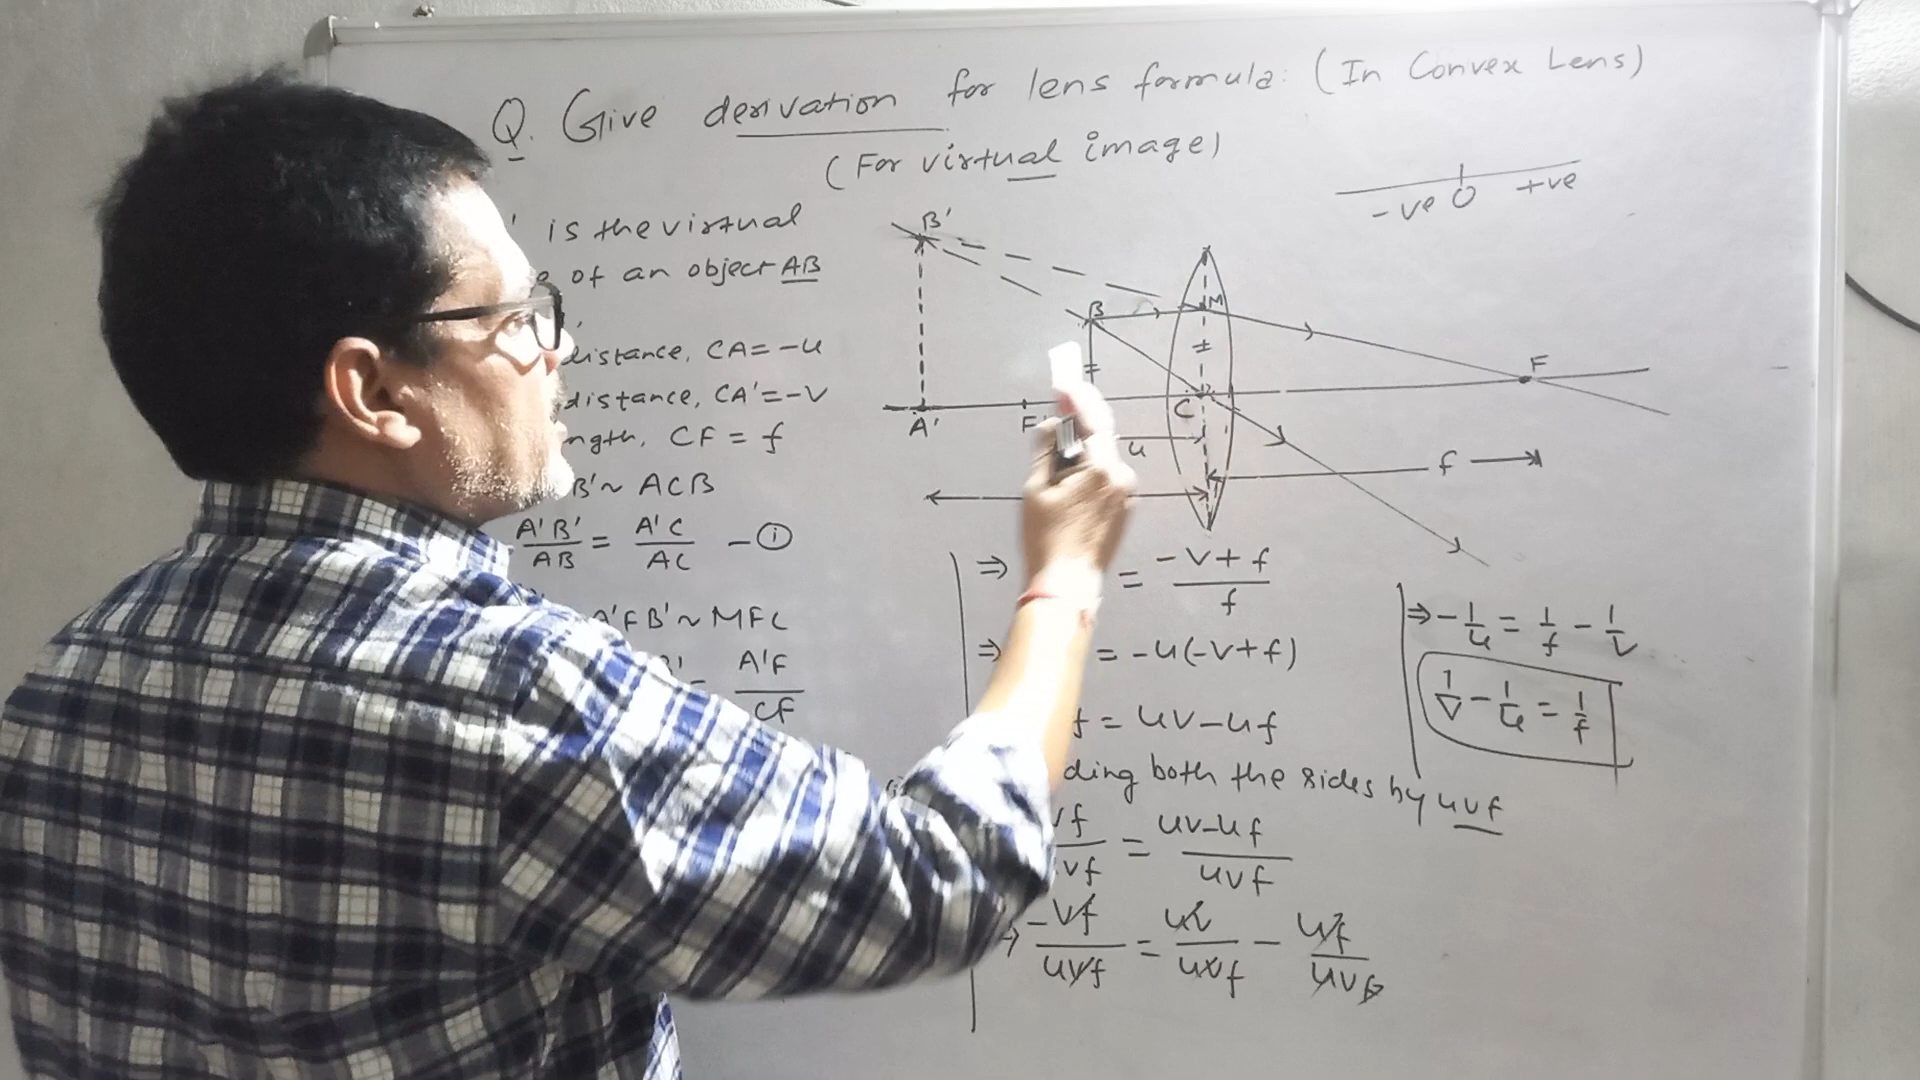 Q. Give derivation for lens formula: (In Convex Lens)
(For virtual image)
-ve O +ve
' is the virtual
of an object AB
distance, CA = -u
distance, CA' = -v
ngth, CF = f
B' ~ ACB
A'B'/AB = A'C/AC - ①
A'FB' ~ MFC
= A'F/CF
B'
B
M
F
C
A'
F
u
f
⇒ = -v+f/f
⇒ = -u(-v+f)
f = uv-uf
ding both the sides by uvf
vf/vf = uv-uf/uvf
⇒ -vf/uvf = uv/uvf - uf/uvf
⇒ -1/u = 1/f - 1/v
1/v - 1/u = 1/f